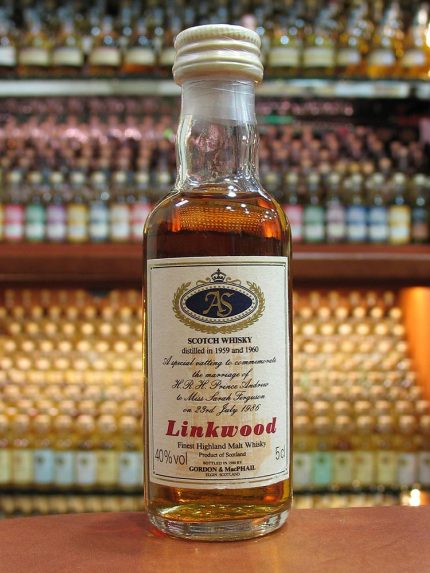 AS
SCOTCH WHISKY
distilled in 1959 and 1960
A special vatting to commemorate
the marriage of
H.R.H. Prince Andrew
to Miss Sarah Ferguson
on 23rd July 1986
Linkwood
Finest Highland Malt Whisky
Product of Scotland
40% vol
5cl
GORDON & MacPHAIL
ELGIN SCOTLAND